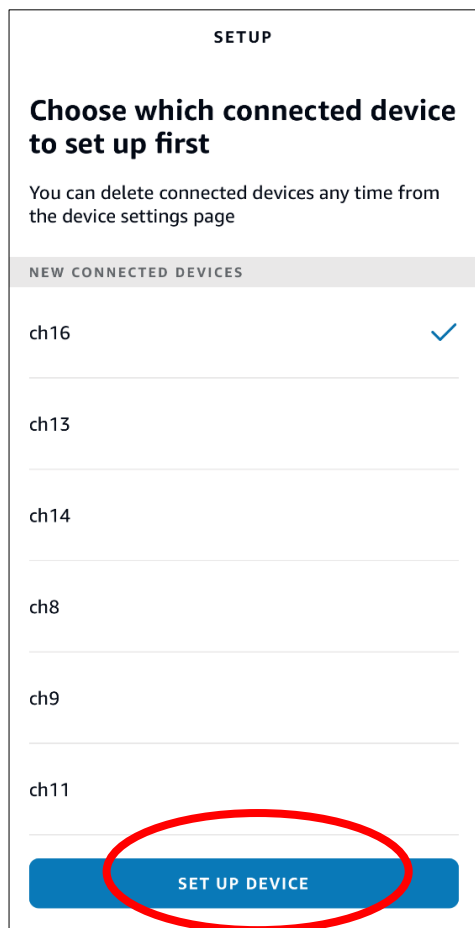 SETUP
Choose which connected device
to set up first
You can delete connected devices any time from
the device settings page
NEW CONNECTED DEVICES
ch16
ch13
ch14
ch8
ch9
ch11
SET UP DEVICE